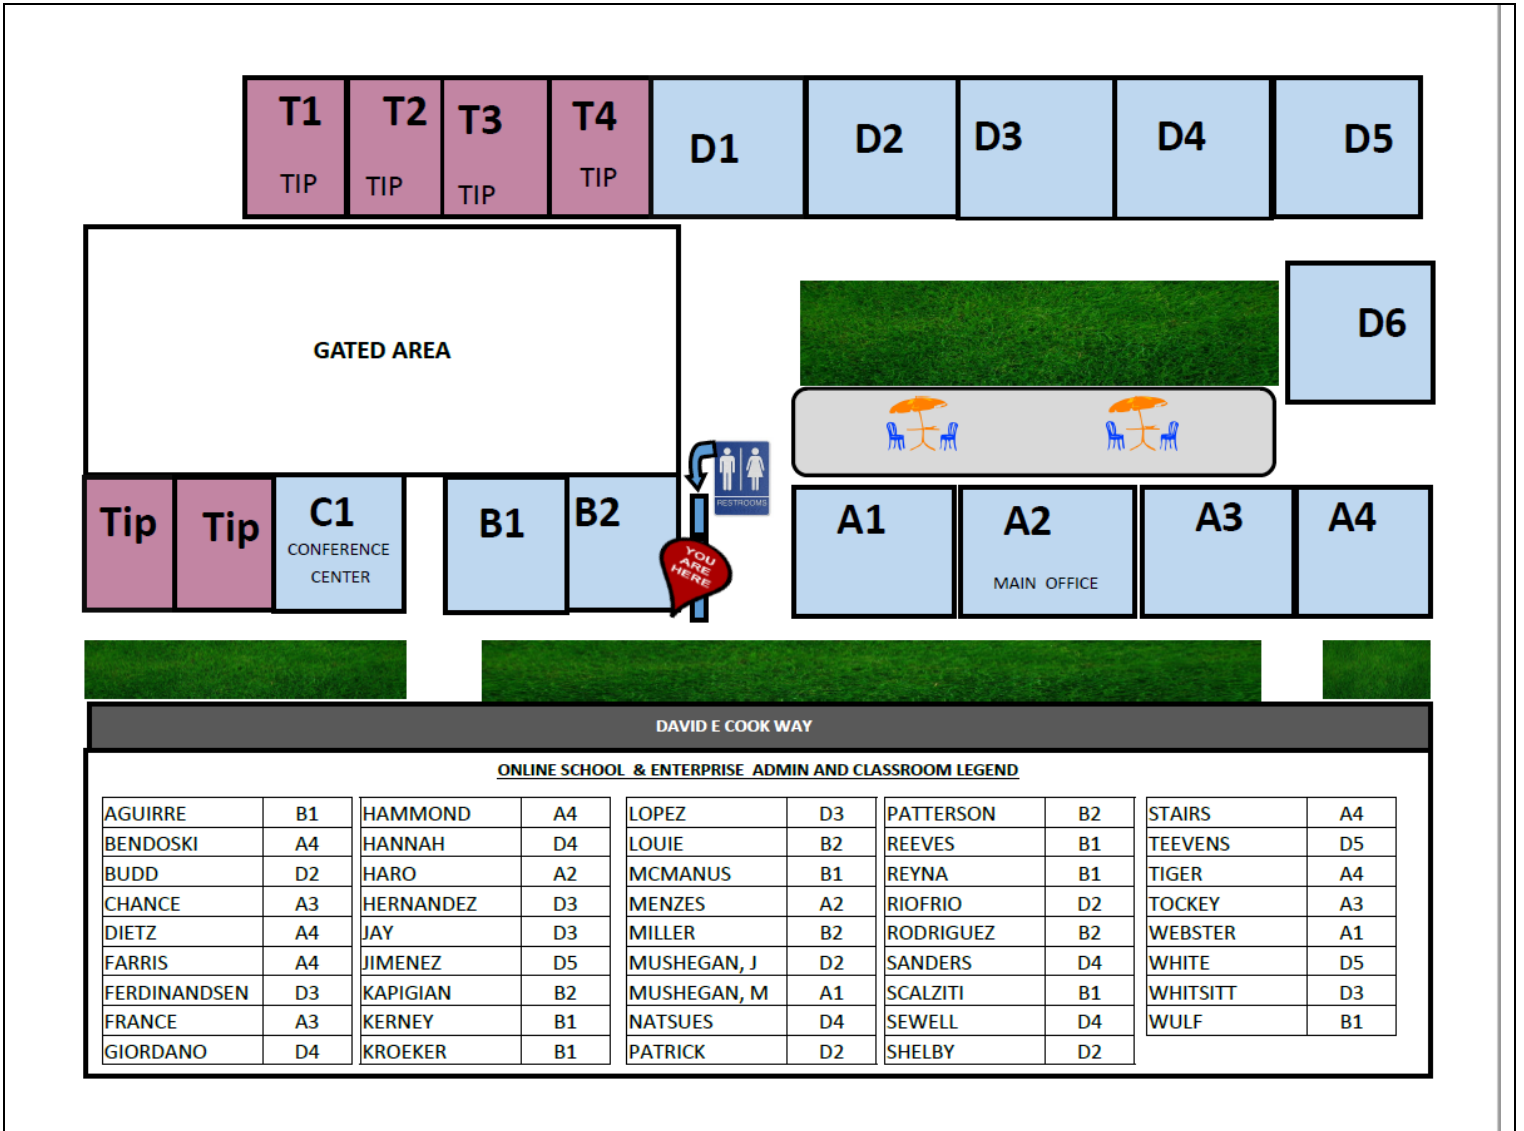 T1 T2 T3 T4 D1 D2 D3 D4 D5
TIP TIP TIP TIP
GATED AREA
D6
RESTROOMS
Tip Tip C1 B1 B2 A1 A2 A3 A4
CONFERENCE
CENTER
MAIN OFFICE
YOU
ARE
HERE
DAVID E COOK WAY
ONLINE SCHOOL & ENTERPRISE ADMIN AND CLASSROOM LEGEND
AGUIRRE B1 HAMMOND A4 LOPEZ D3 PATTERSON B2 STAIRS A4
BENDOSKI A4 HANNAH D4 LOUIE B2 REEVES B1 TEEVENS D5
BUDD D2 HARO A2 MCMANUS B1 REYNA B1 TIGER A4
CHANCE A3 HERNANDEZ D3 MENZES A2 RIOFRIO D2 TOCKEY A3
DIETZ A4 JAY D3 MILLER B2 RODRIGUEZ B2 WEBSTER A1
FARRIS A4 JIMENEZ D5 MUSHEGAN, J D2 SANDERS D4 WHITE D5
FERDINANDSEN D3 KAPIGIAN B2 MUSHEGAN, M A1 SCALZITI B1 WHITSITT D3
FRANCE A3 KERNEY B1 NATSUES D4 SEWELL D4 WULF B1
GIORDANO D4 KROEKER B1 PATRICK D2 SHELBY D2